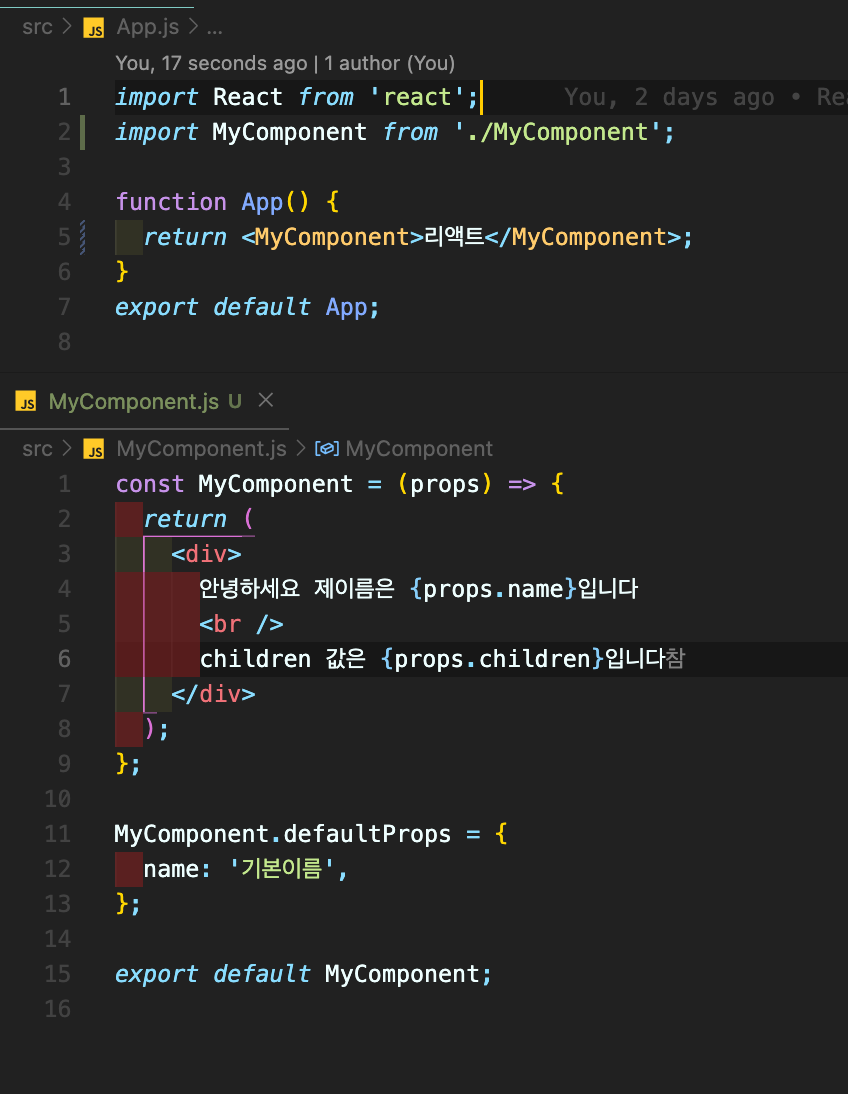 src > JS App.js > ...
You, 17 seconds ago | 1 author (You)
1 import React from 'react'; You, 2 days ago • Re
2 import MyComponent from './MyComponent';
3
4 function App() {
5 return <MyComponent>리액트</MyComponent>;
6 }
7 export default App;
8
JS MyComponent.js U ×
src > JS MyComponent.js > MyComponent
1 const MyComponent = (props) => {
2 return (
3 <div>
4 안녕하세요 제이름은 {props.name}입니다
5 <br />
6 children 값은 {props.children}입니다참
7 </div>
8 );
9 };
10
11 MyComponent.defaultProps = {
12 name: '기본이름',
13 };
14
15 export default MyComponent;
16